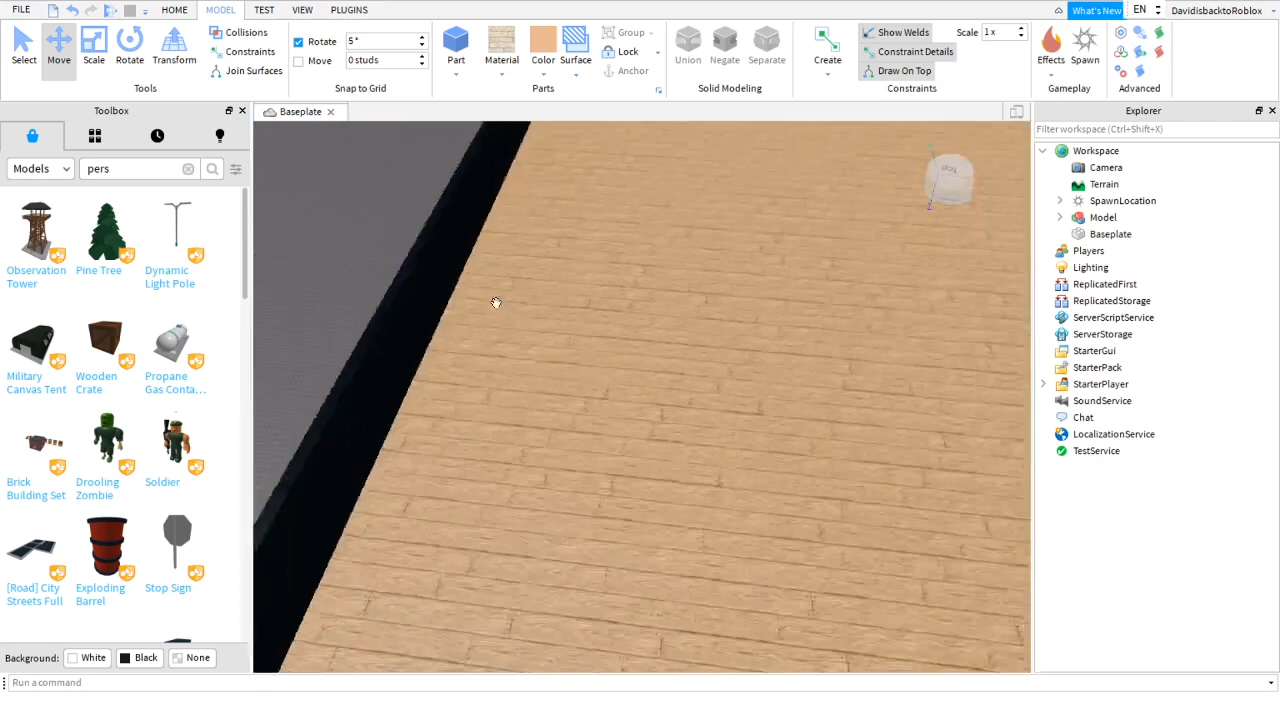 FILE HOME MODEL TEST VIEW PLUGINS What's New EN DavidisbacktoRoblox
Select Move Scale Rotate Transform
Collisions
Constraints
Join Surfaces
Tools
Rotate 5 °
Move 0 studs
Snap to Grid
Part Material Color Surface
Group
Lock
Anchor
Parts
Union Negate Separate
Solid Modeling
Create
Show Welds Scale 1 x
Constraint Details
Draw On Top
Constraints
Effects Spawn
Gameplay
Advanced
Toolbox
Baseplate
Explorer
Models pers
Filter workspace (Ctrl+Shift+X)
Observation Tower
Pine Tree
Dynamic Light Pole
Military Canvas Tent
Wooden Crate
Propane Gas Conta...
Brick Building Set
Drooling Zombie
Soldier
[Road] City Streets Full
Exploding Barrel
Stop Sign
Background: White Black None
Workspace
Camera
Terrain
SpawnLocation
Model
Baseplate
Players
Lighting
ReplicatedFirst
ReplicatedStorage
ServerScriptService
ServerStorage
StarterGui
StarterPack
StarterPlayer
SoundService
Chat
LocalizationService
TestService
Run a command